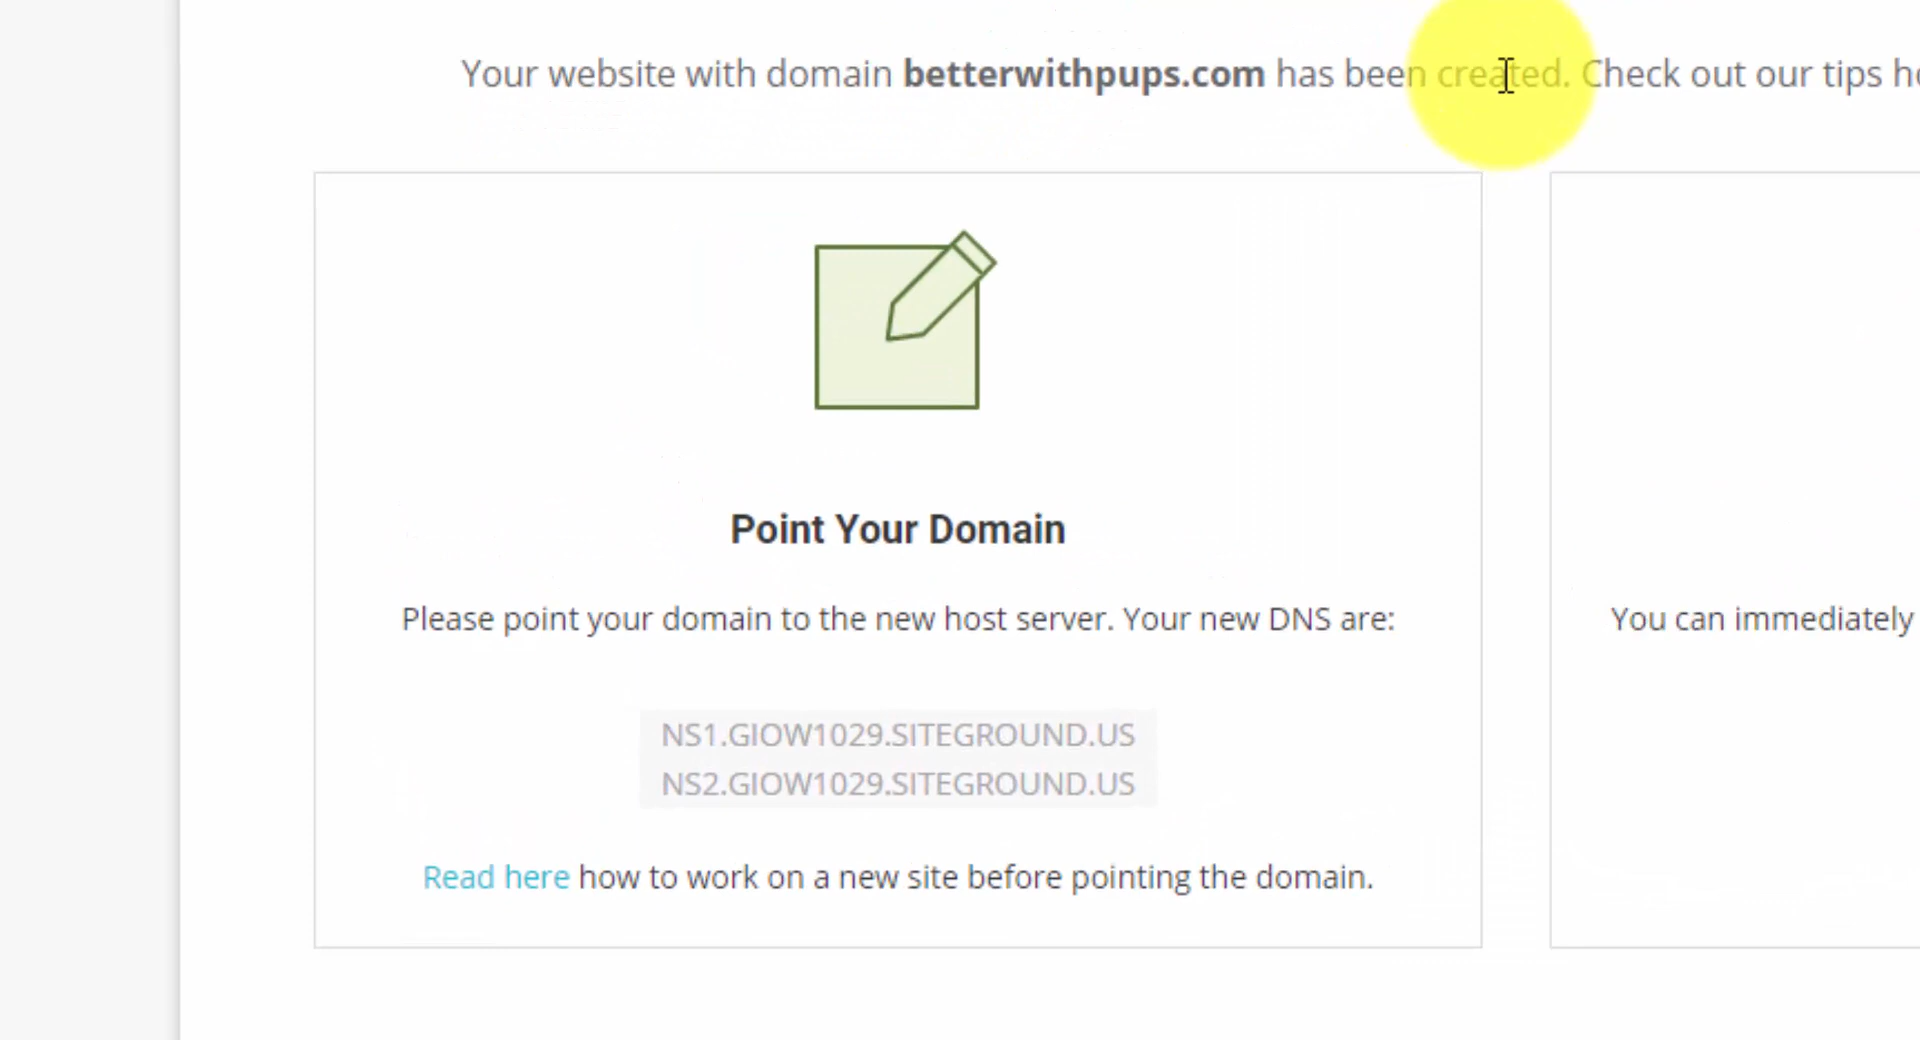 Your website with domain betterwithpups.com has been created. Check out our tips
Point Your Domain
Please point your domain to the new host server. Your new DNS are:
You can immediately
NS1.GIOW1029.SITEGROUND.US
NS2.GIOW1029.SITEGROUND.US
Read here how to work on a new site before pointing the domain.